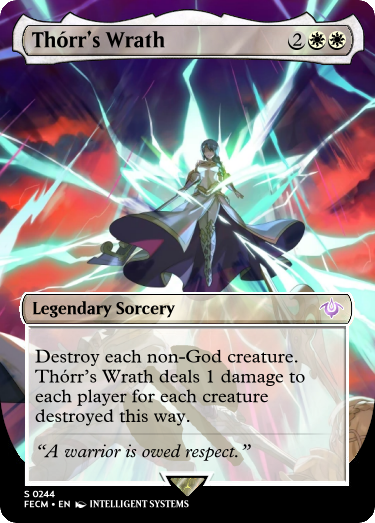 Thórr's Wrath 2
Legendary Sorcery
Destroy each non-God creature.
Thórr's Wrath deals 1 damage to
each player for each creature
destroyed this way.
“A warrior is owed respect.”
S 0244
FECM • EN INTELLIGENT SYSTEMS